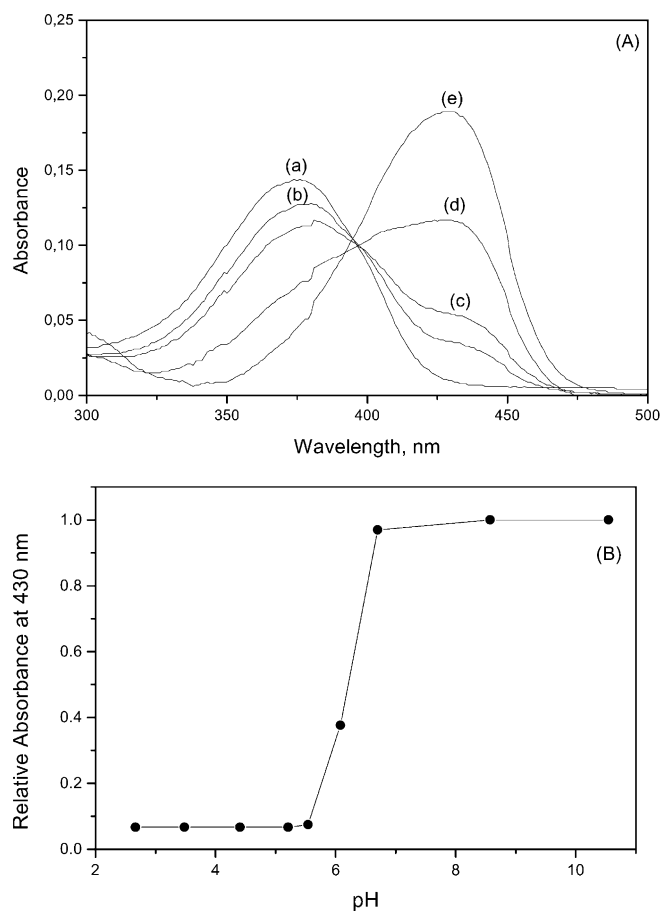 0,25
(A)
0,20
(e)
0,15
(a)
(b)
(d)
0,10
(c)
0,05
0,00
Absorbance
300 350 400 450 500
Wavelength, nm
1.0
(B)
0.8
0.6
0.4
0.2
0.0
Relative Absorbance at 430 nm
2 4 6 8 10
pH